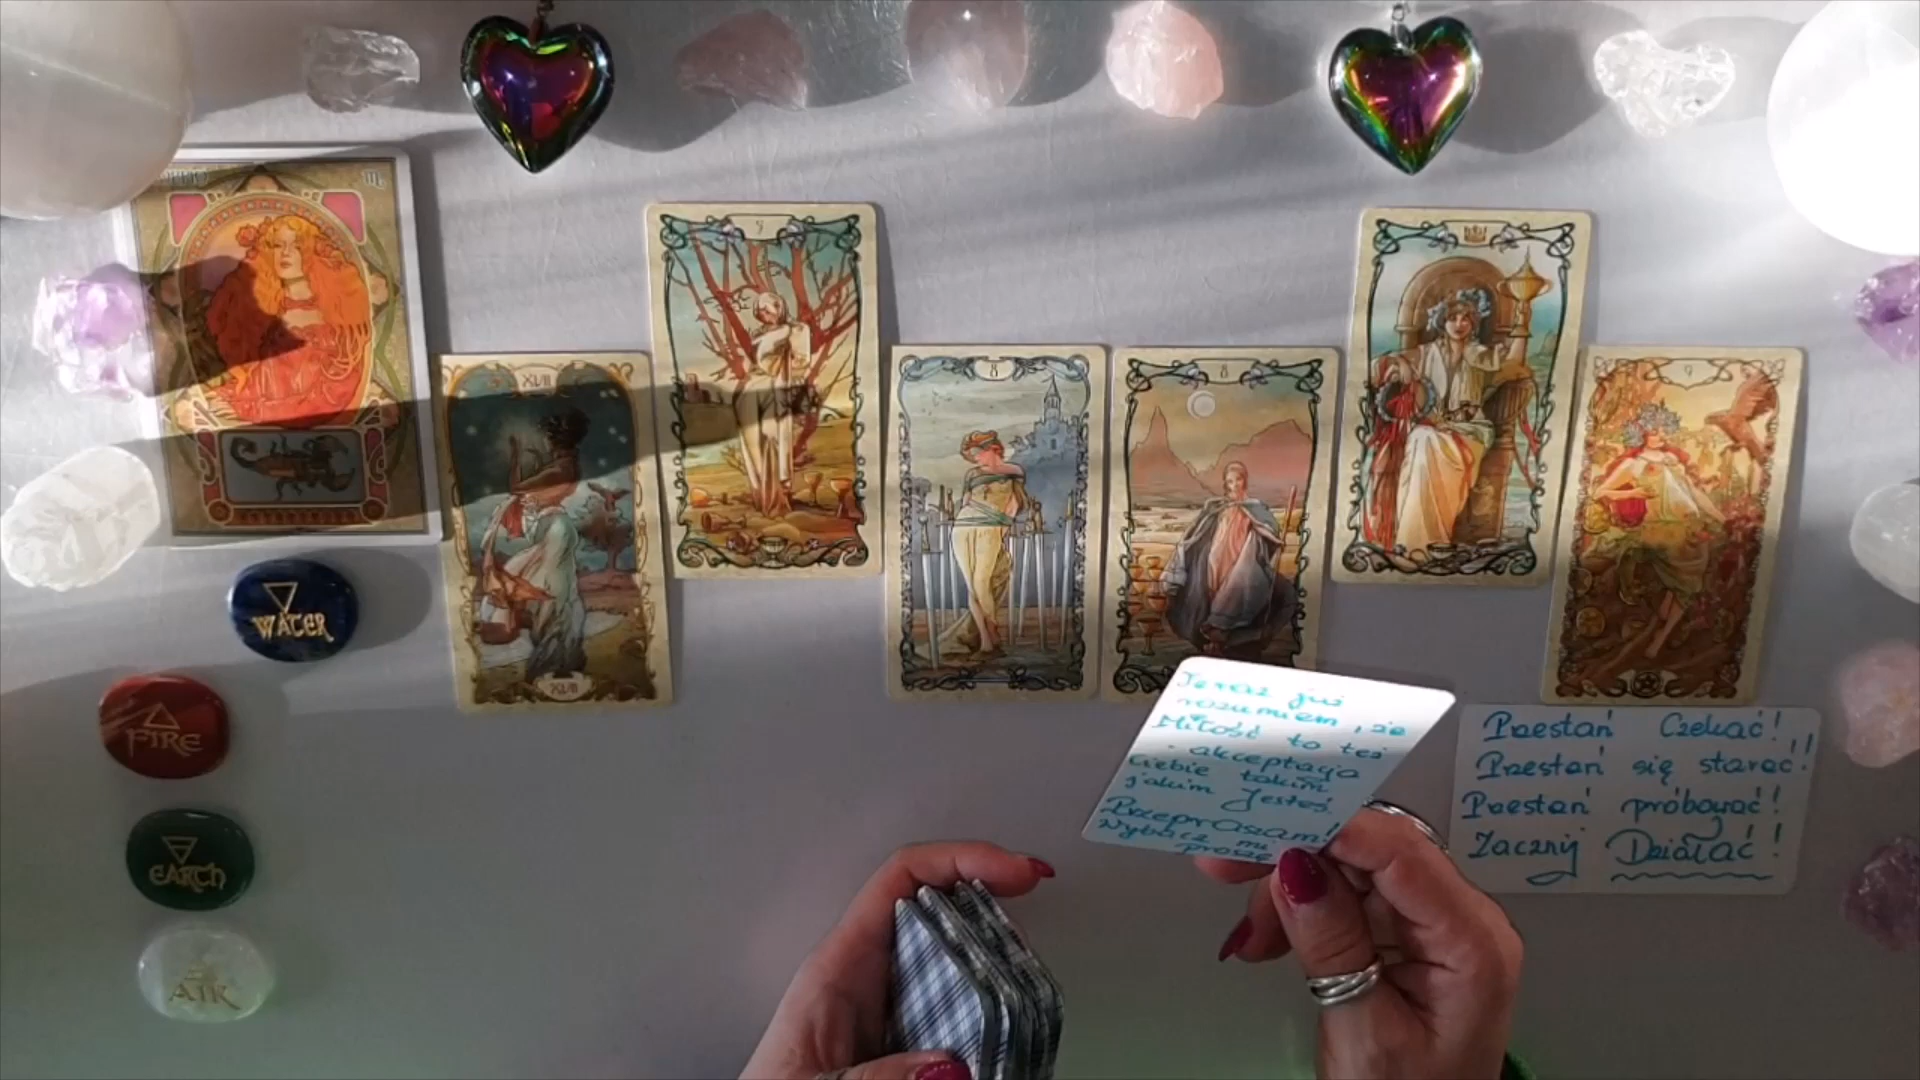 XVII
XVII
9
8
8
9
WATER
FIRE
EARTH
AIR
Teraz już
rozumiem, że
Miłość to też
- akceptacja
Ciebie takim
jakim Jesteś.
Przepraszam!
Wybacz mi
proszę
Przestań Czekać!
Przestań się starać!!
Przestań próbować!
Zacznij Działać!